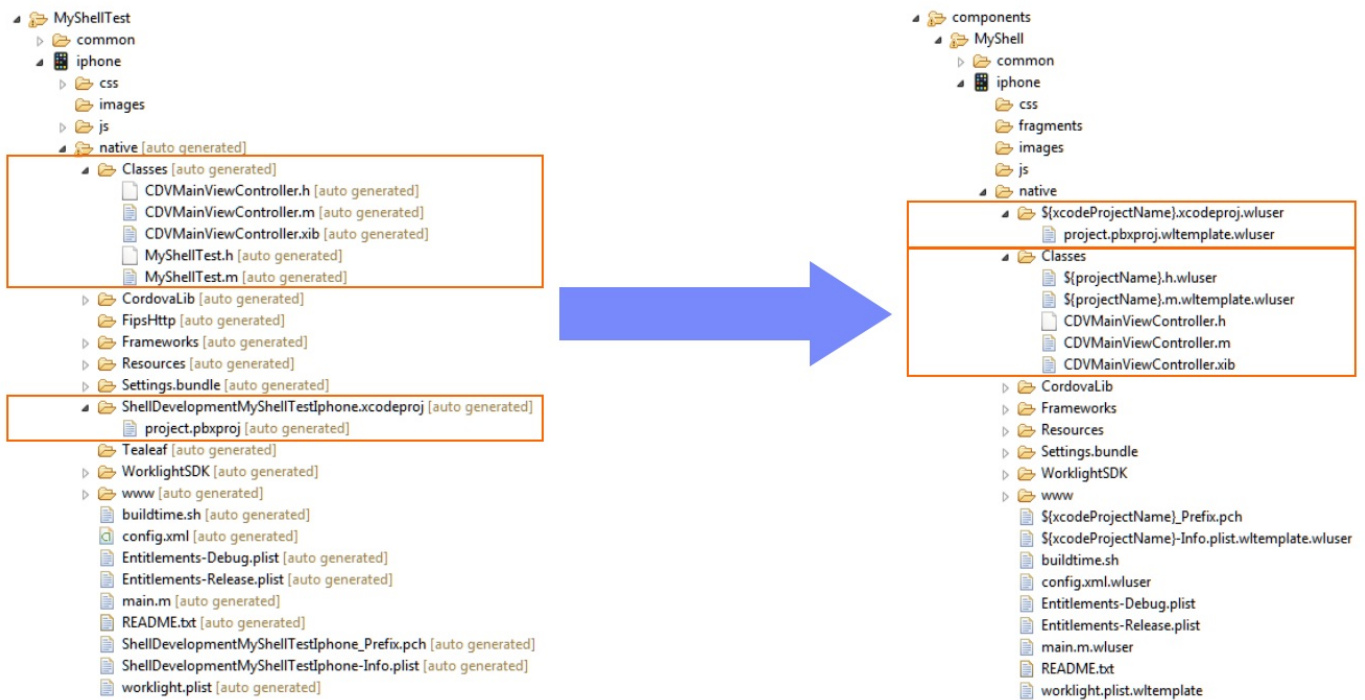 MyShellTest
common
iphone
css
images
js
native [auto generated]
Classes [auto generated]
CDVMainViewController.h [auto generated]
CDVMainViewController.m [auto generated]
CDVMainViewController.xib [auto generated]
MyShellTest.h [auto generated]
MyShellTest.m [auto generated]
CordovaLib [auto generated]
FipsHttp [auto generated]
Frameworks [auto generated]
Resources [auto generated]
Settings.bundle [auto generated]
ShellDevelopmentMyShellTestIphone.xcodeproj [auto generated]
project.pbxproj [auto generated]
Tealeaf [auto generated]
WorklightSDK [auto generated]
www [auto generated]
buildtime.sh [auto generated]
config.xml [auto generated]
Entitlements-Debug.plist [auto generated]
Entitlements-Release.plist [auto generated]
main.m [auto generated]
README.txt [auto generated]
ShellDevelopmentMyShellTestIphone_Prefix.pch [auto generated]
ShellDevelopmentMyShellTestIphone-Info.plist [auto generated]
worklight.plist [auto generated]
components
MyShell
common
iphone
css
fragments
images
js
native
${xcodeProjectName}.xcodeproj.wluser
project.pbxproj.wltemplate.wluser
Classes
${projectName}.h.wluser
${projectName}.m.wltemplate.wluser
CDVMainViewController.h
CDVMainViewController.m
CDVMainViewController.xib
CordovaLib
Frameworks
Resources
Settings.bundle
WorklightSDK
www
${xcodeProjectName}_Prefix.pch
${xcodeProjectName}-Info.plist.wltemplate.wluser
buildtime.sh
config.xml.wluser
Entitlements-Debug.plist
Entitlements-Release.plist
main.m.wluser
README.txt
worklight.plist.wltemplate